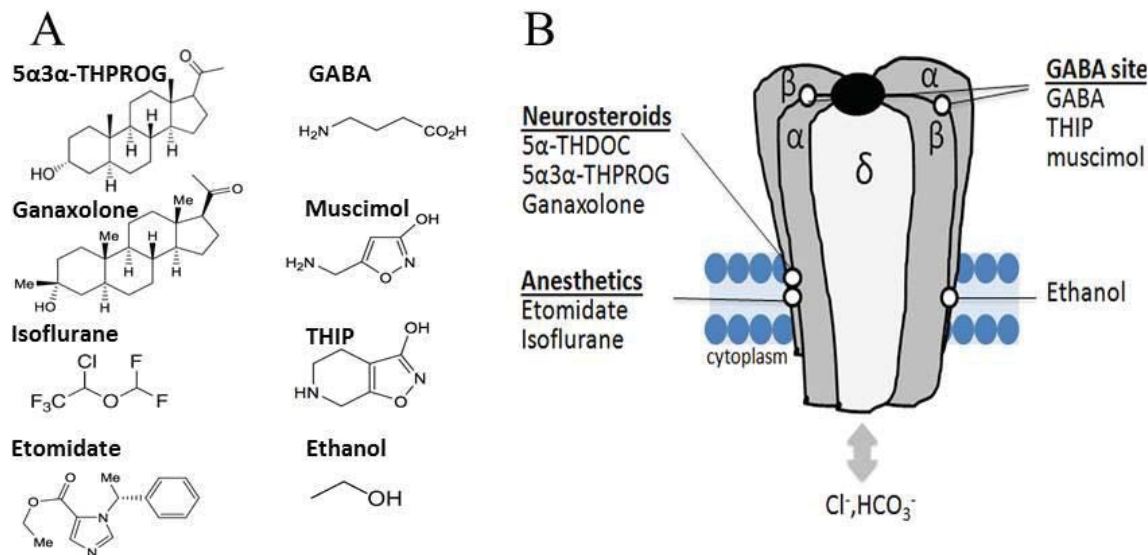 A
5α3α-THPROG
O
H
H
H
H
HO
GABA
H2N
CO2H
Ganaxolone
Me
O
Me
H
H
H
Me
HO
H
Muscimol
OH
H2N
N
O
Isoflurane
Cl
F
F3C
O
F
THIP
OH
HN
N
O
Etomidate
O
Me
O
N
Me
N
Ethanol
OH
B
Neurosteroids
5α-THDOC
5α3α-THPROG
Ganaxolone
Anesthetics
Etomidate
Isoflurane
cytoplasm
β
α
α
β
δ
GABA site
GABA
THIP
muscimol
Ethanol
Cl-,HCO3-